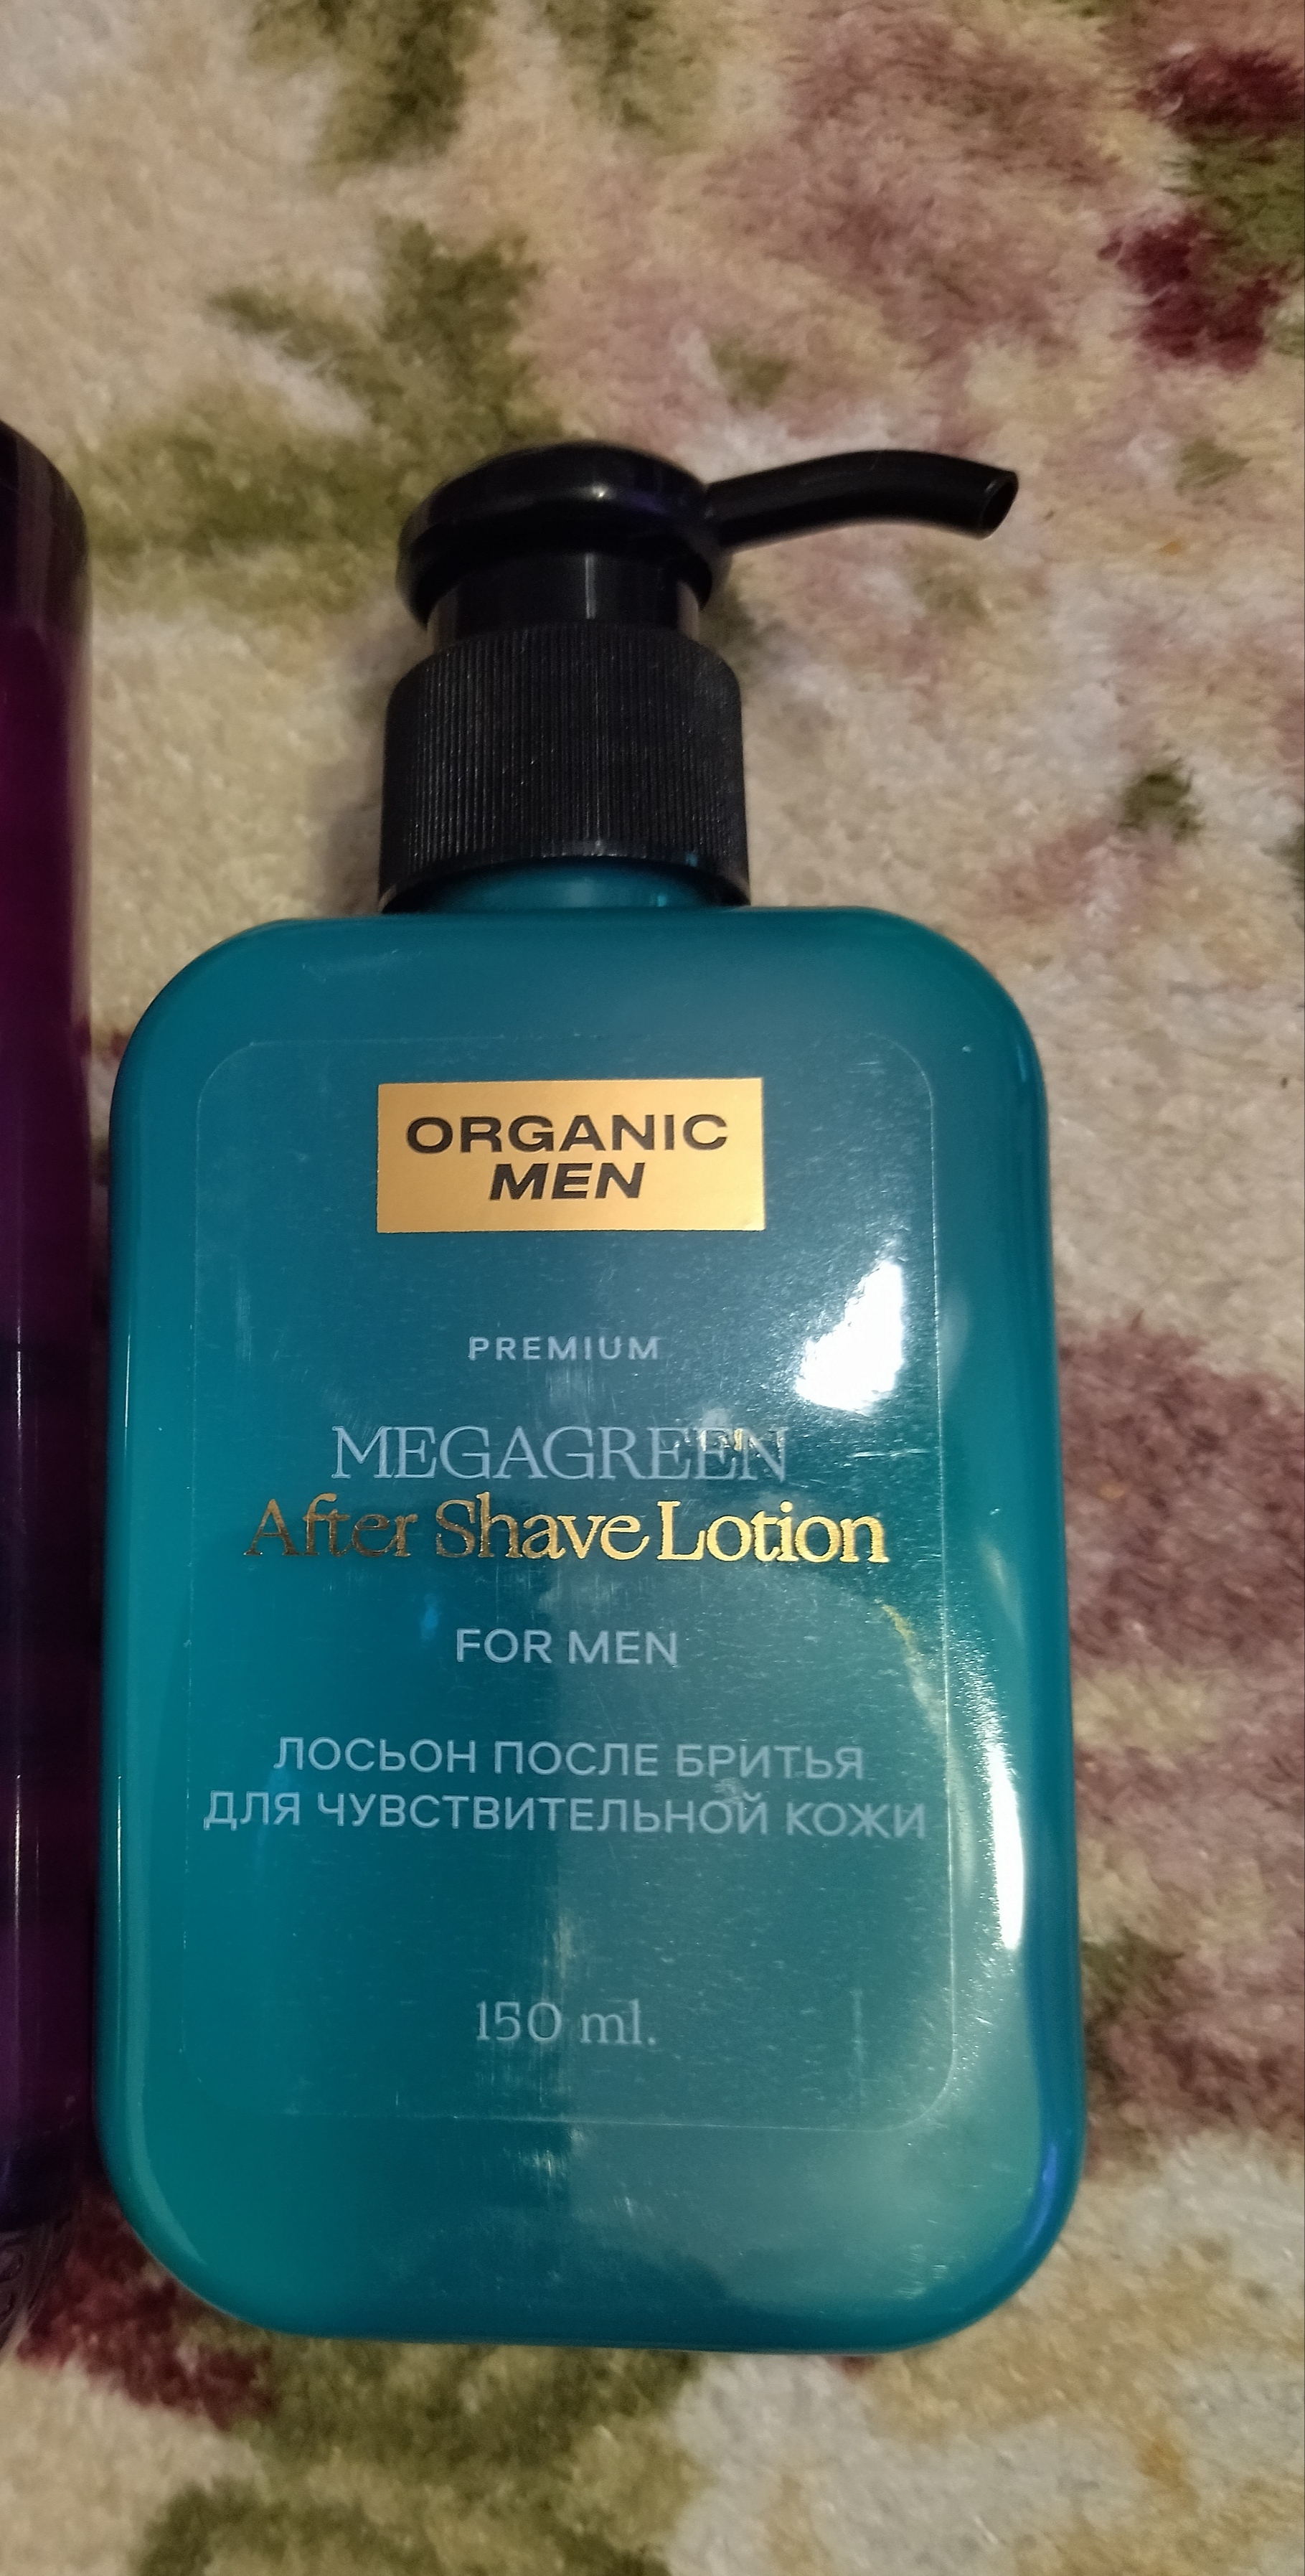 ORGANIC
MEN
PREMIUM
MEGAGREEN
After Shave Lotion
FOR MEN
ЛОСЬОН ПОСЛЕ БРИТЬЯ
ДЛЯ ЧУВСТВИТЕЛЬНОЙ КОЖИ
150 ml.